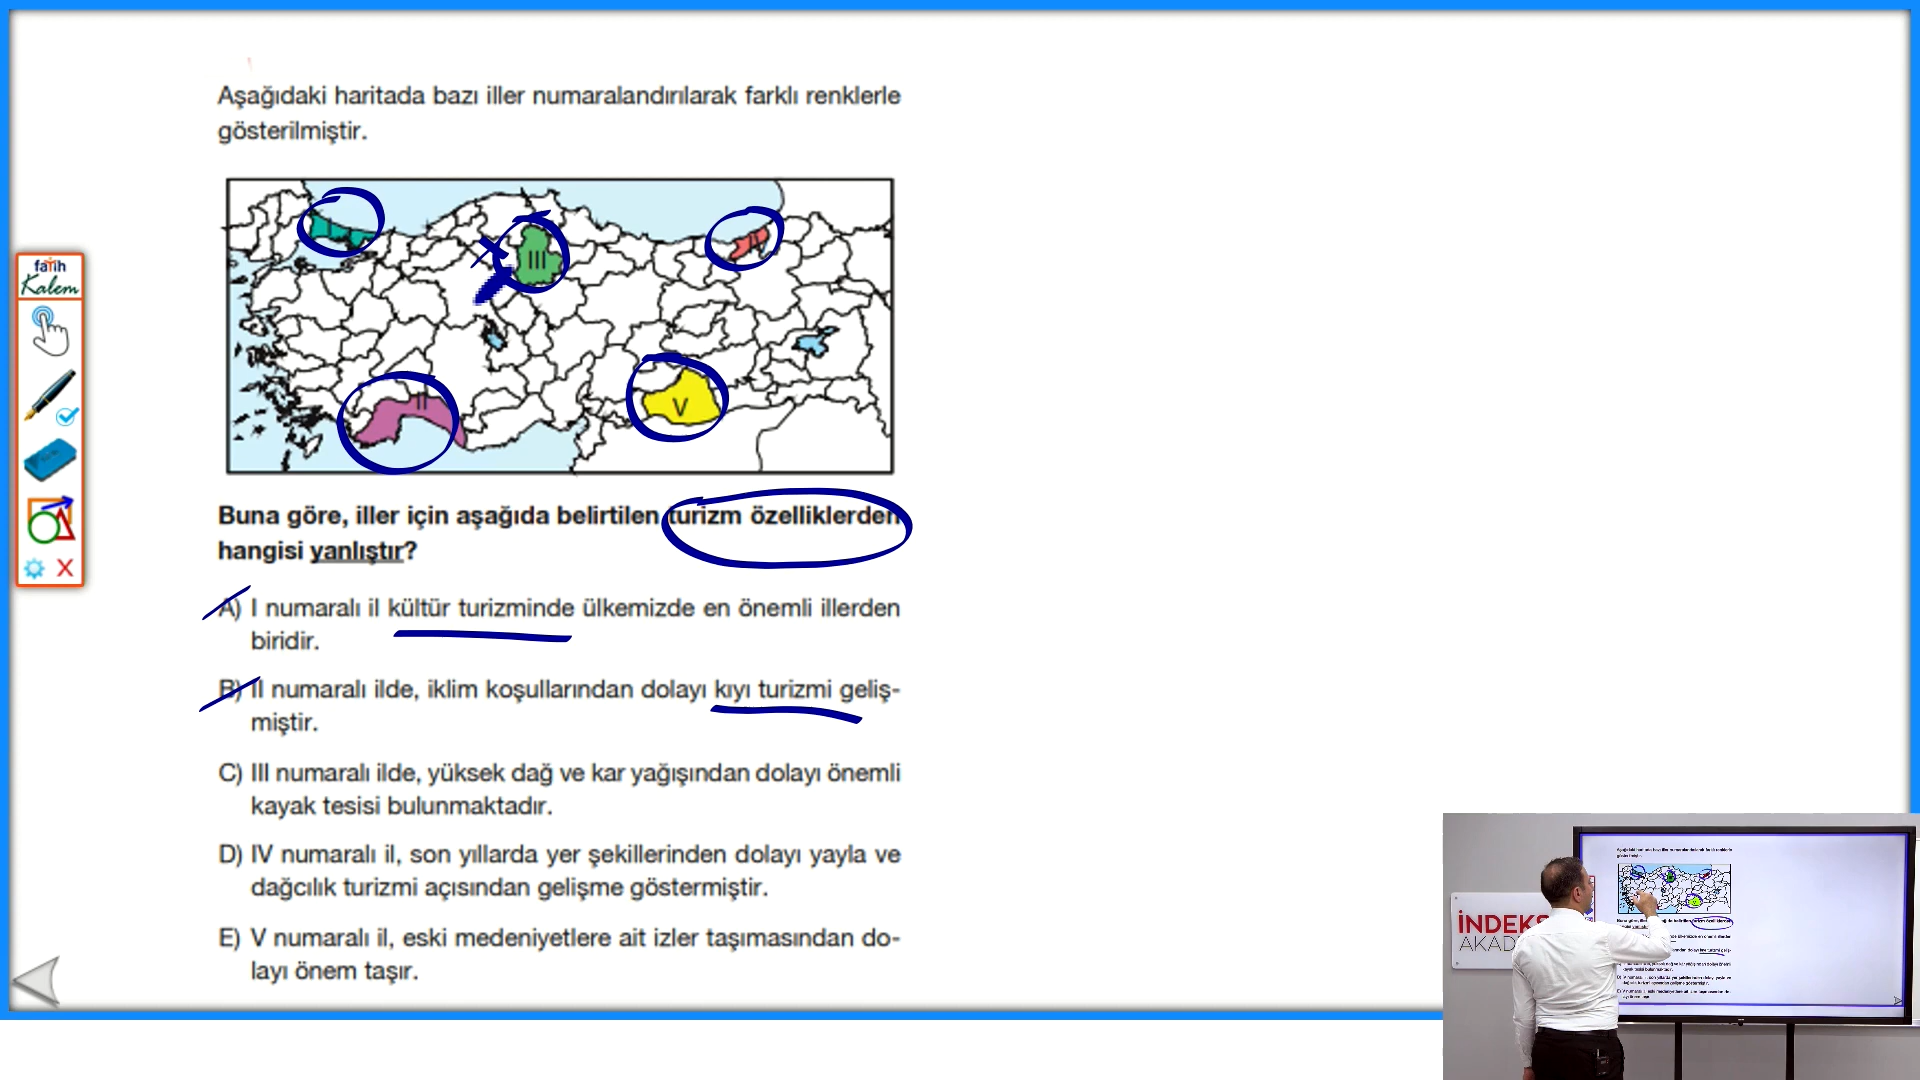 Aşağıdaki haritada bazı iller numaralandırılarak farklı renklerle
gösterilmiştir.
III
II
V
Buna göre, iller için aşağıda belirtilen turizm özelliklerden
hangisi yanlıştır?
A) I numaralı il kültür turizminde ülkemizde en önemli illerden
biridir.
B) II numaralı ilde, iklim koşullarından dolayı kıyı turizmi geliş-
miştir.
C) III numaralı ilde, yüksek dağ ve kar yağışından dolayı önemli
kayak tesisi bulunmaktadır.
D) IV numaralı il, son yıllarda yer şekillerinden dolayı yayla ve
dağcılık turizmi açısından gelişme göstermiştir.
E) V numaralı il, eski medeniyetlere ait izler taşımasından do-
layı önem taşır.
fatih
Kalem
İNDEKS